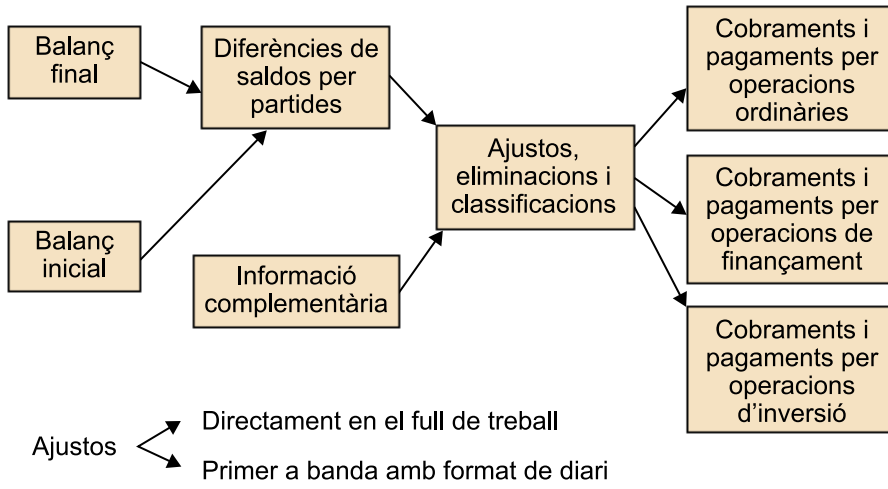 Balanç
final
Diferències de
saldos per
partides
Balanç
inicial
Informació
complementària
Ajustos,
eliminacions i
classificacions
Cobraments i
pagaments per
operacions
ordinàries
Cobraments i
pagaments per
operacions de
finançament
Cobraments i
pagaments per
operacions
d'inversió
Ajustos
Directament en el full de treball
Primer a banda amb format de diari